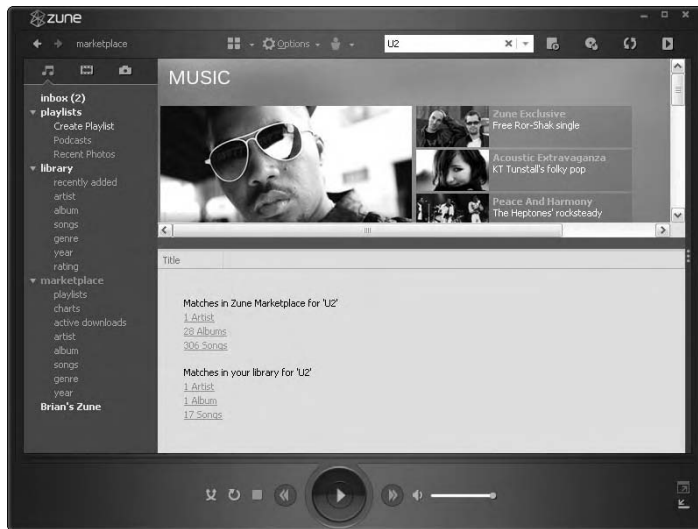 zune
marketplace
Options
U2
inbox (2)
playlists
Create Playlist
Podcasts
Recent Photos
library
recently added
artist
album
songs
genre
year
rating
marketplace
playlists
charts
active downloads
artist
album
songs
genre
year
Brian's Zune
MUSIC
Zune Exclusive
Free Ror-Shak single
Acoustic Extravaganza
KT Tunstall's folky pop
Peace And Harmony
The Heptones' rocksteady
Title
Matches in Zune Marketplace for 'U2'
1 Artist
28 Albums
306 Songs
Matches in your library for 'U2'
1 Artist
1 Album
17 Songs